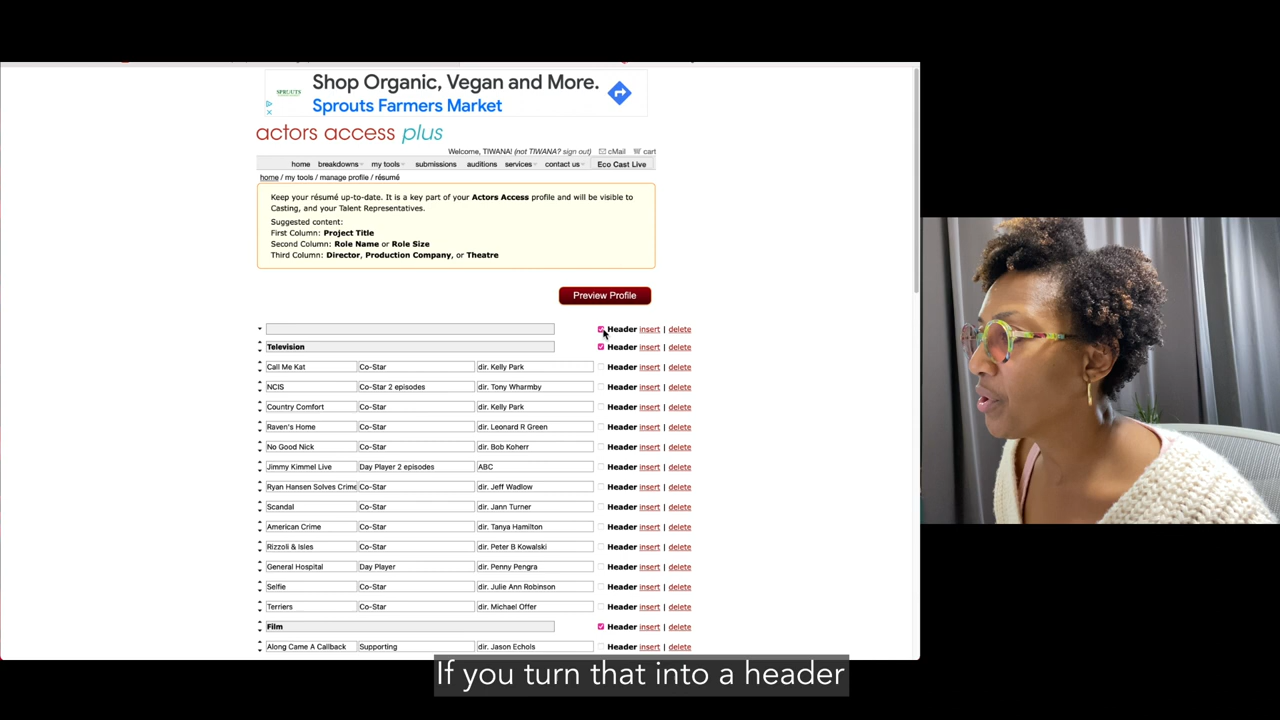 SPROUTS
Shop Organic, Vegan and More.
Sprouts Farmers Market
actors access plus
Welcome, TIWANA! (not TIWANA? sign out) cMail cart
home breakdowns my tools submissions auditions services contact us Eco Cast Live
home / my tools / manage profile / résumé
Keep your résumé up-to-date. It is a key part of your Actors Access profile and will be visible to
Casting, and your Talent Representatives.
Suggested content:
First Column: Project Title
Second Column: Role Name or Role Size
Third Column: Director, Production Company, or Theatre
Preview Profile
Header insert | delete
Television Header insert | delete
Call Me Kat Co-Star dir. Kelly Park Header insert | delete
NCIS Co-Star 2 episodes dir. Tony Wharmby Header insert | delete
Country Comfort Co-Star dir. Kelly Park Header insert | delete
Raven's Home Co-Star dir. Leonard R Green Header insert | delete
No Good Nick Co-Star dir. Bob Koherr Header insert | delete
Jimmy Kimmel Live Day Player 2 episodes ABC Header insert | delete
Ryan Hansen Solves Crime Co-Star dir. Jeff Wadlow Header insert | delete
Scandal Co-Star dir. Jann Turner Header insert | delete
American Crime Co-Star dir. Tanya Hamilton Header insert | delete
Rizzoli & Isles Co-Star dir. Peter B Kowalski Header insert | delete
General Hospital Day Player dir. Penny Pengra Header insert | delete
Selfie Co-Star dir. Julie Ann Robinson Header insert | delete
Terriers Co-Star dir. Michael Offer Header insert | delete
Film Header insert | delete
Along Came A Callback Supporting dir. Jason Echols Header insert | delete
If you turn that into a header